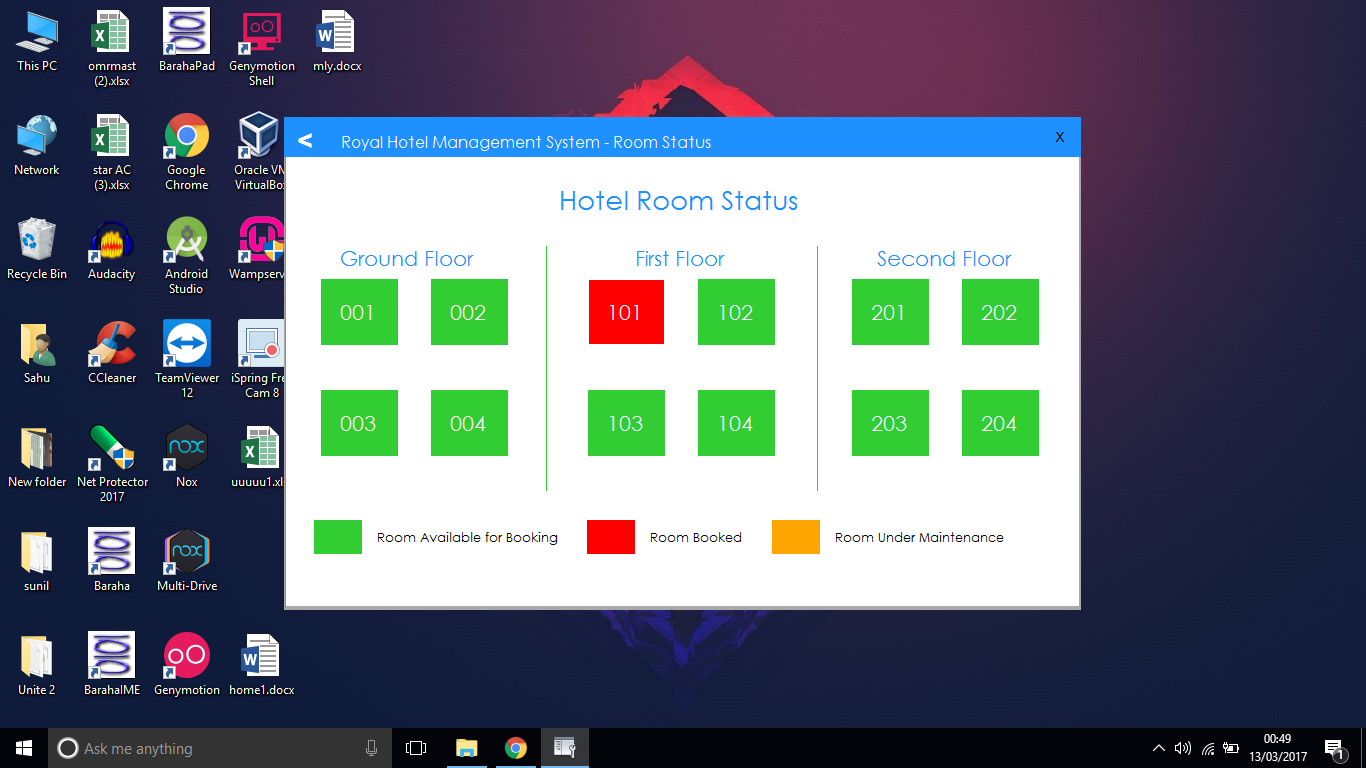 This PC
omrmast
(2).xlsx
BarahaPad
Genymotion
Shell
mly.docx
Network
star AC
(3).xlsx
Google
Chrome
Oracle VM
VirtualBox
Recycle Bin
Audacity
Android
Studio
Wampserv
Sahu
CCleaner
TeamViewer
12
iSpring Fre
Cam 8
New folder
Net Protector
2017
nox
Nox
uuuuu1.xl
sunil
Baraha
nox
Multi-Drive
Unite 2
BarahaIME
Genymotion
home1.docx
< Royal Hotel Management System - Room Status X
Hotel Room Status
Ground Floor First Floor Second Floor
001 002 101 102 201 202
003 004 103 104 203 204
Room Available for Booking Room Booked Room Under Maintenance
Ask me anything
00:49
13/03/2017
1